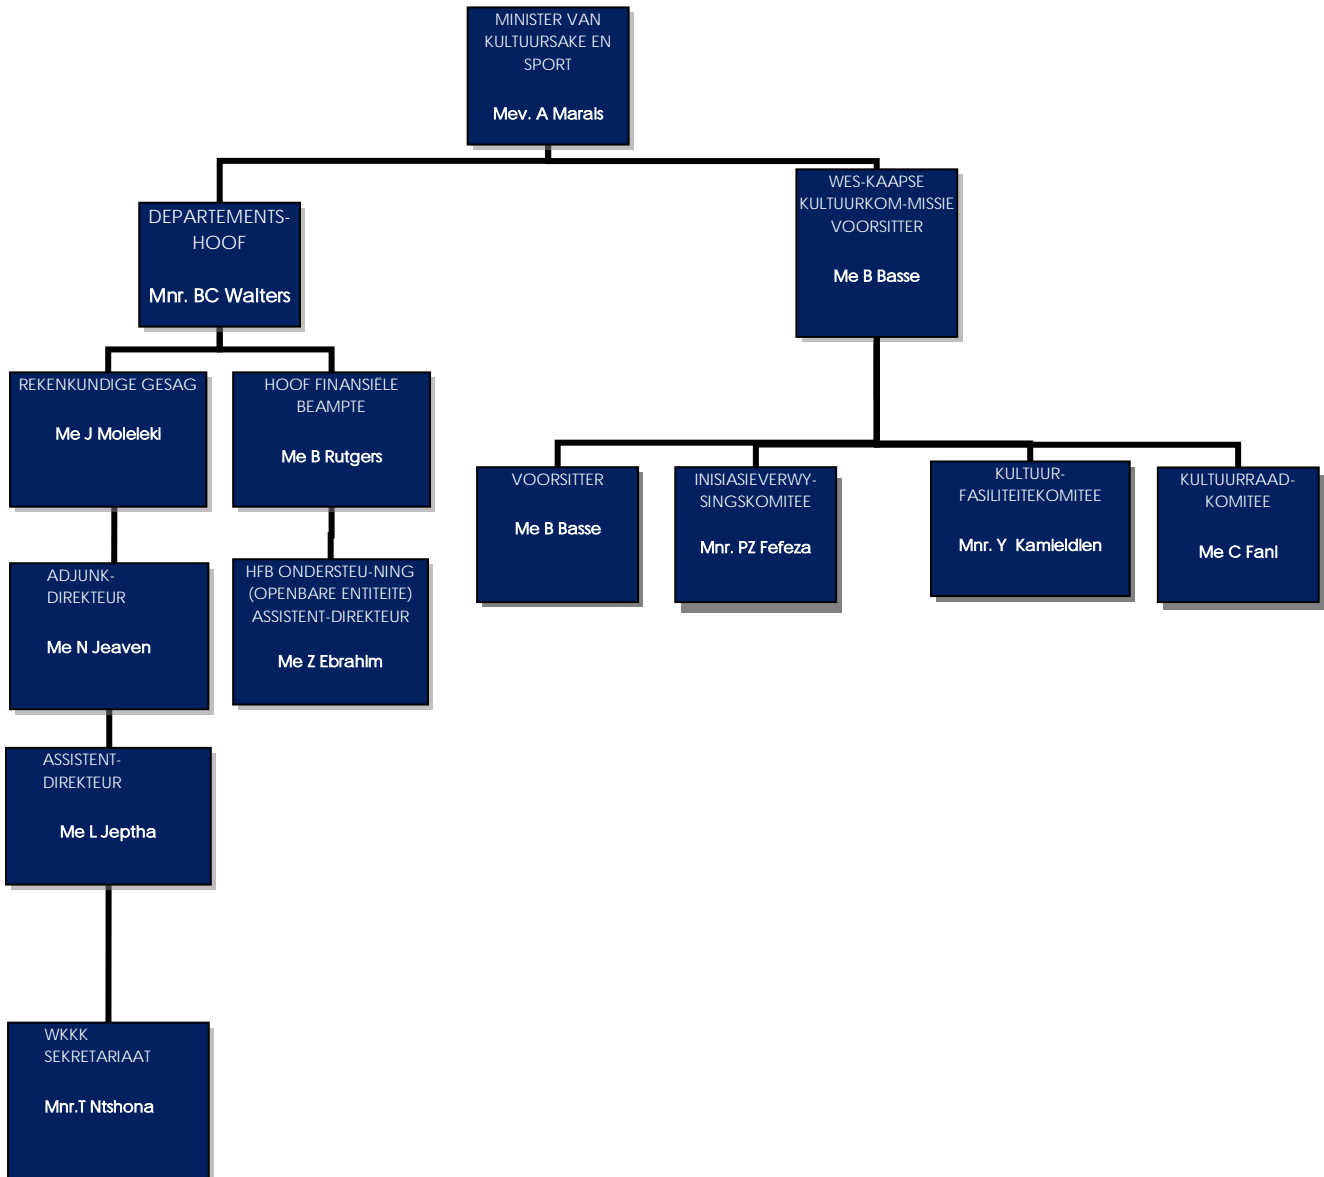 MINISTER VAN
KULTUURSAKE EN
SPORT
Mev. A Marais
DEPARTEMENTS-
HOOF
Mnr. BC Walters
WES-KAAPSE
KULTUURKOM-MISSIE
VOORSITTER
Me B Basse
REKENKUNDIGE GESAG
Me J Moleleki
HOOF FINANSIËLE
BEAMPTE
Me B Rutgers
VOORSITTER
Me B Basse
INISIASIEVERWY-
SINGSKOMITEE
Mnr. PZ Fefeza
KULTUUR-
FASILITEITEKOMITEE
Mnr. Y  Kamieldien
KULTUURRAAD-
KOMITEE
Me C Fani
ADJUNK-
DIREKTEUR
Me N Jeaven
HFB ONDERSTEU-NING
(OPENBARE ENTITEITE)
ASSISTENT-DIREKTEUR
Me Z Ebrahim
ASSISTENT-
DIREKTEUR
Me L Jeptha
WKKK
SEKRETARIAAT
Mnr.T Ntshona